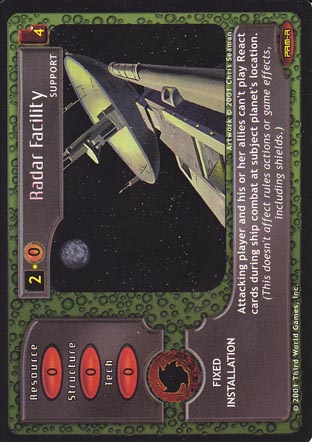 2 • 0
Radar Facility
SUPPORT
4
Resource
0
Structure
0
Tech
0
FIXED
INSTALLATION
Artwork © 2001 Chris Seaman
PRM-R
Attacking player and his or her allies can't play React
cards during ship combat at subject planet's location.
(This doesn't affect rules actions or game effects,
including shields.)
© 2001 Third World Games, Inc.